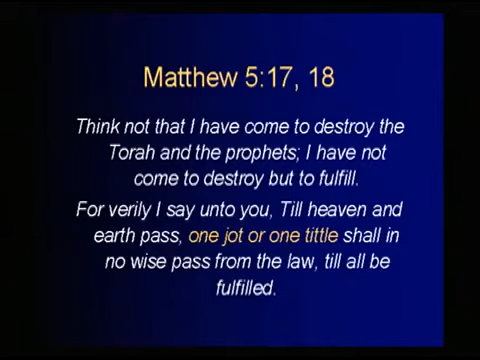 Matthew 5:17, 18
Think not that I have come to destroy the
Torah and the prophets; I have not
come to destroy but to fulfill.
For verily I say unto you, Till heaven and
earth pass, one jot or one tittle shall in
no wise pass from the law, till all be
fulfilled.